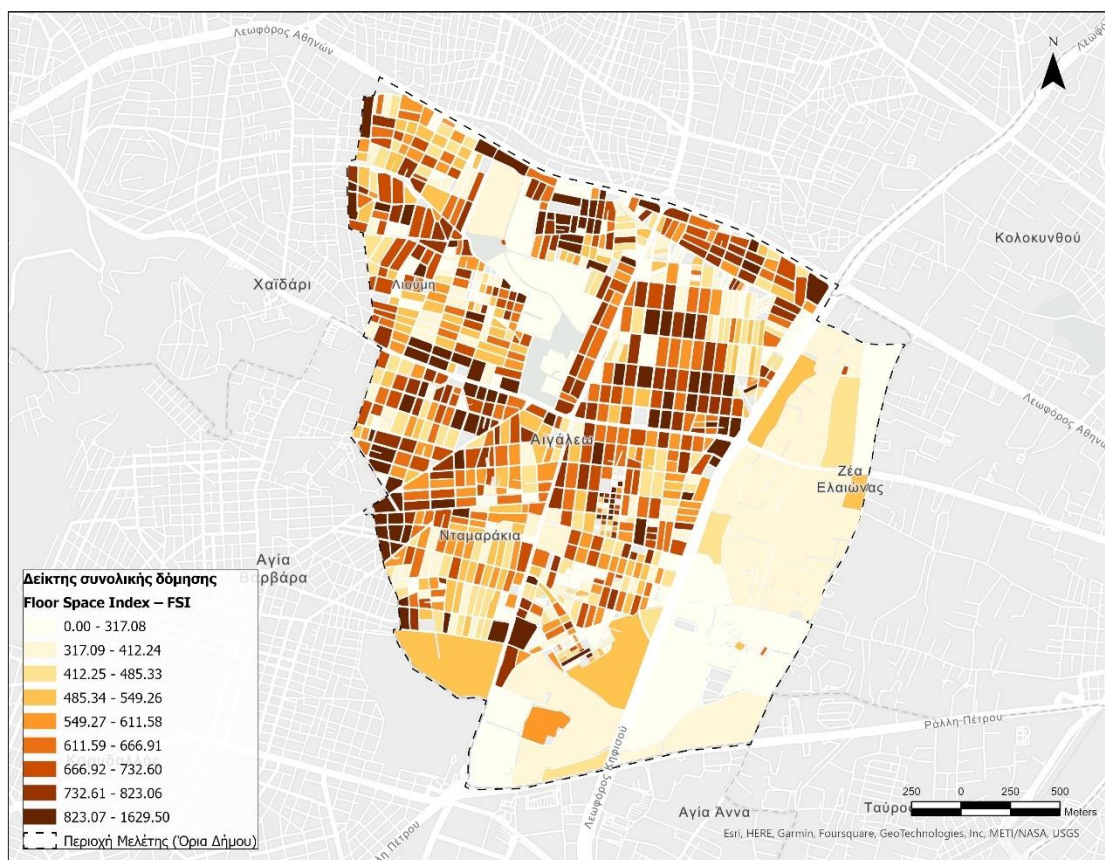 Λεωφόρος Αθηνών
N
Λεωφόρος
Κολοκυνθού
Χαϊδάρι
Λιούμη
Λεωφόρος Αθηνών
Αιγάλεω
Ζέα
Ελαιώνας
Νταμαράκια
Αγία
Βαρβάρα
Δείκτης συνολικής δόμησης
Floor Space Index – FSI
0.00 - 317.08
317.09 - 412.24
412.25 - 485.33
485.34 - 549.26
549.27 - 611.58
611.59 - 666.91
666.92 - 732.60
732.61 - 823.06
823.07 - 1629.50
Περιοχή Μελέτης (Όρια Δήμου)
Ράλλη Πέτρου
Λεωφόρος Κηφισού
Αγία Άννα
250 0 250 500
Meters
Esri, HERE, Garmin, Foursquare, GeoTechnologies, Inc, METI/NASA, USGS